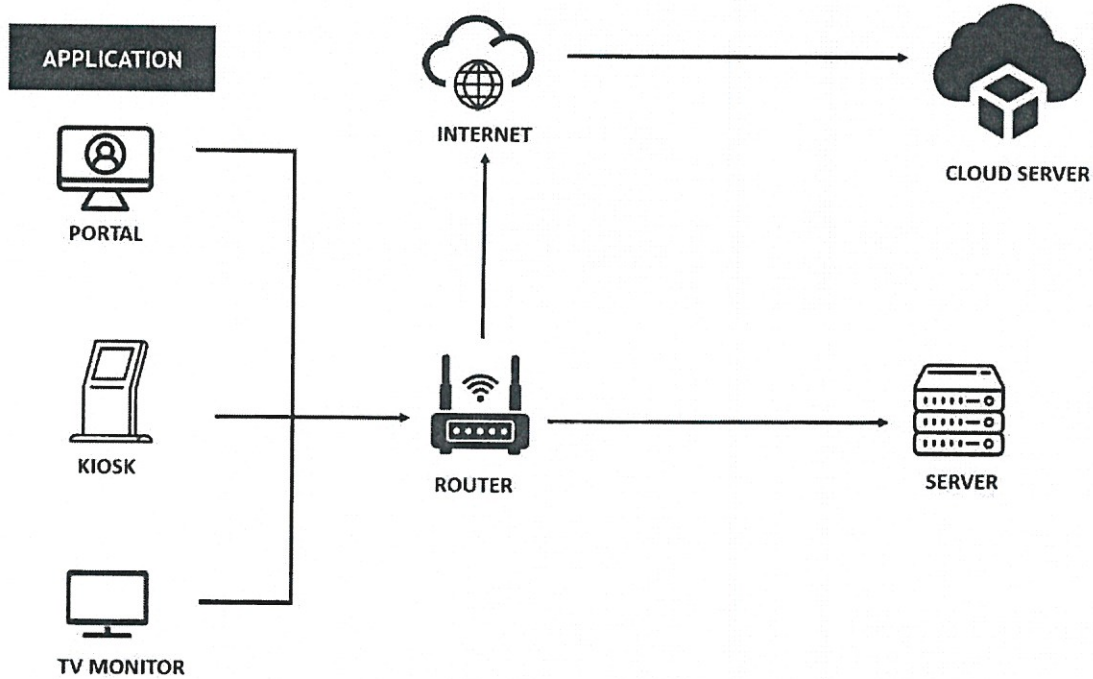 APPLICATION
INTERNET
CLOUD SERVER
PORTAL
KIOSK
ROUTER
SERVER
TV MONITOR